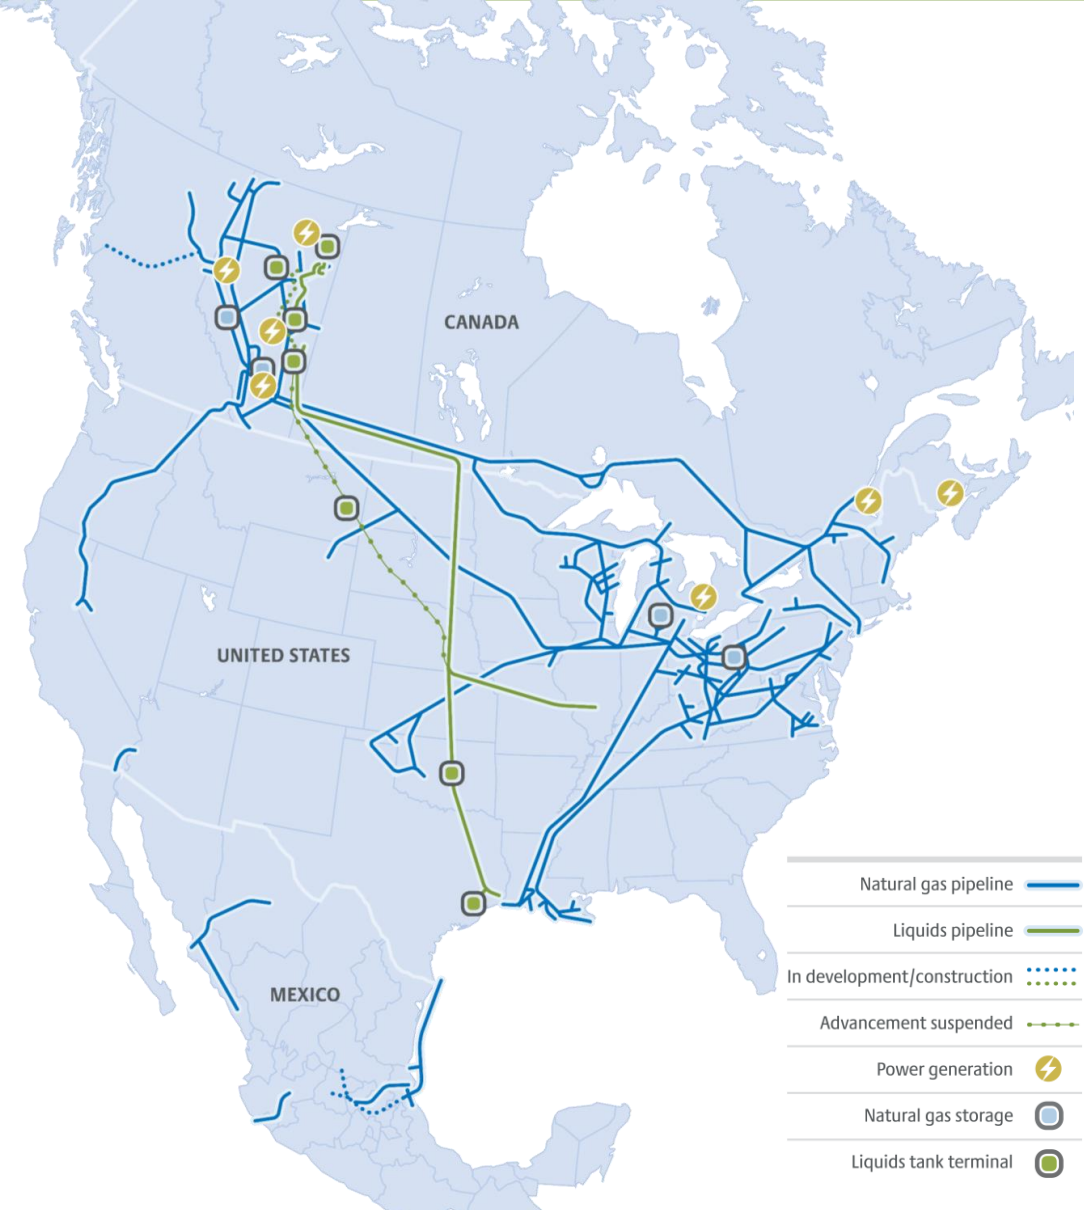 CANADA
UNITED STATES
MEXICO
Natural gas pipeline
Liquids pipeline
In development/construction
Advancement suspended
Power generation
Natural gas storage
Liquids tank terminal